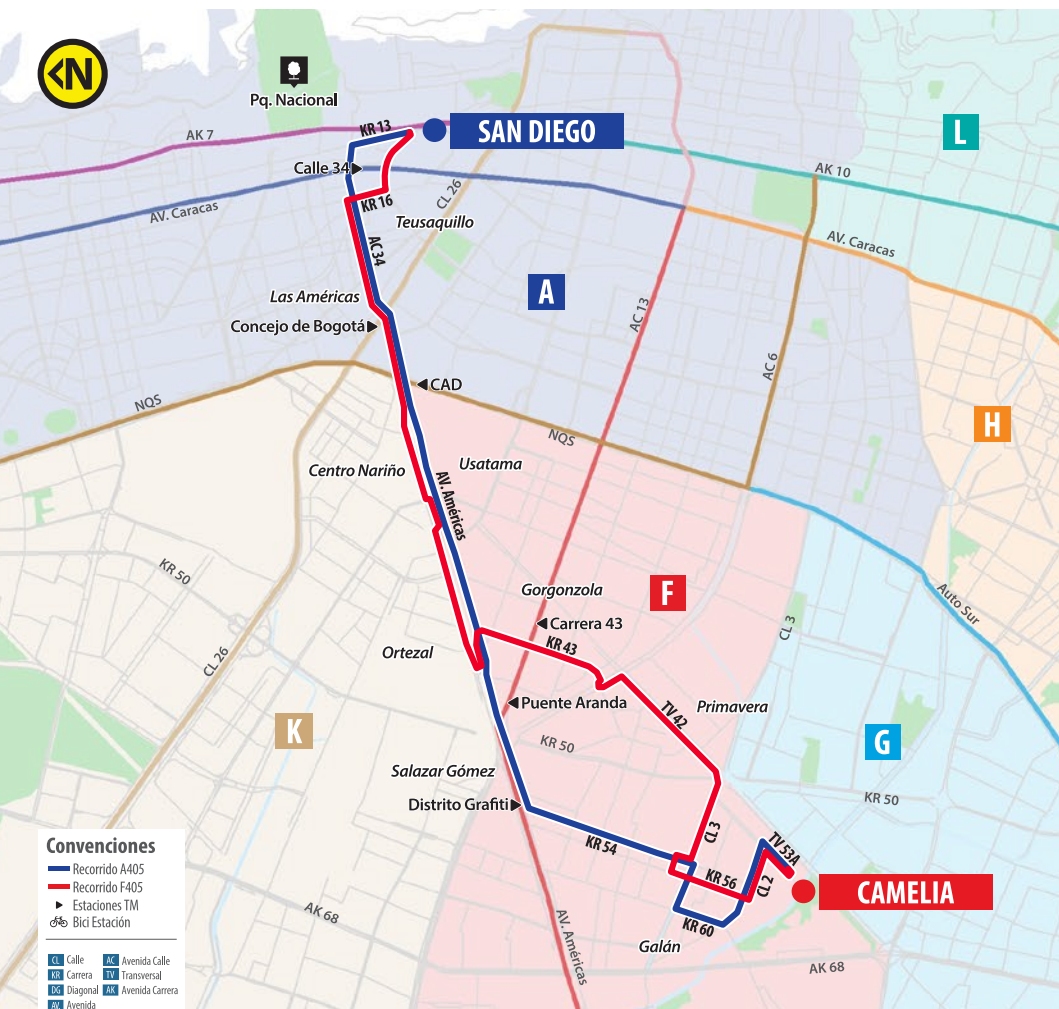 N
Pq. Nacional
AK 7
KR 13
SAN DIEGO
L
Calle 34
AK 10
KR 16
CL 26
AV. Caracas
Teusaquillo
AV. Caracas
AC 34
A
Las Américas
AC 13
Concejo de Bogotá
AC 6
CAD
NQS
NQS
H
Centro Nariño
Usatama
AV. Américas
KR 50
Gorgonzola
F
Auto Sur
Carrera 43
CL 3
KR 43
Ortezal
CL 26
Puente Aranda
Primavera
TV 42
K
KR 50
G
Salazar Gómez
Distrito Grafiti
KR 50
CL 3
KR 54
TV 53A
KR 56
CL 2
CAMELIA
AK 68
KR 60
AV. Américas
Galán
AK 68
Convenciones
Recorrido A405
Recorrido F405
Estaciones TM
Bici Estación
CL Calle
AC Avenida Calle
KR Carrera
TV Transversal
DG Diagonal
AK Avenida Carrera
AV Avenida